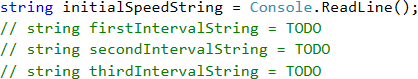 string initialSpeedString = Console.ReadLine();
// string firstIntervalString = TODO
// string secondIntervalString = TODO
// string thirdIntervalString = TODO